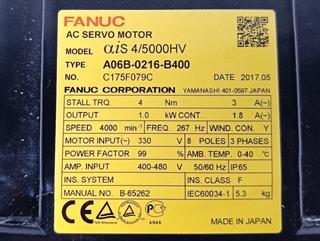 FANUC
AC SERVO MOTOR
MODEL αiS 4/5000HV
TYPE A06B-0216-B400
NO. C175F079C DATE 2017.05
FANUC CORPORATION YAMANASHI 401-0597 JAPAN
STALL TRQ. 4 Nm 3 A(~)
OUTPUT 1.0 kW CONT. 1.8 A(~)
SPEED 4000 min⁻¹ FREQ. 267 Hz WIND. CON. Y
MOTOR INPUT(~) 330 V 8 POLES 3 PHASES
POWER FACTOR 99 % AMB. TEMP. 0-40 °C
AMP. INPUT 400-480 V 50/60 Hz IP65
INS. SYSTEM INS. CLASS F
MANUAL NO. B-65262 IEC60034-1 5.3 kg
MADE IN JAPAN